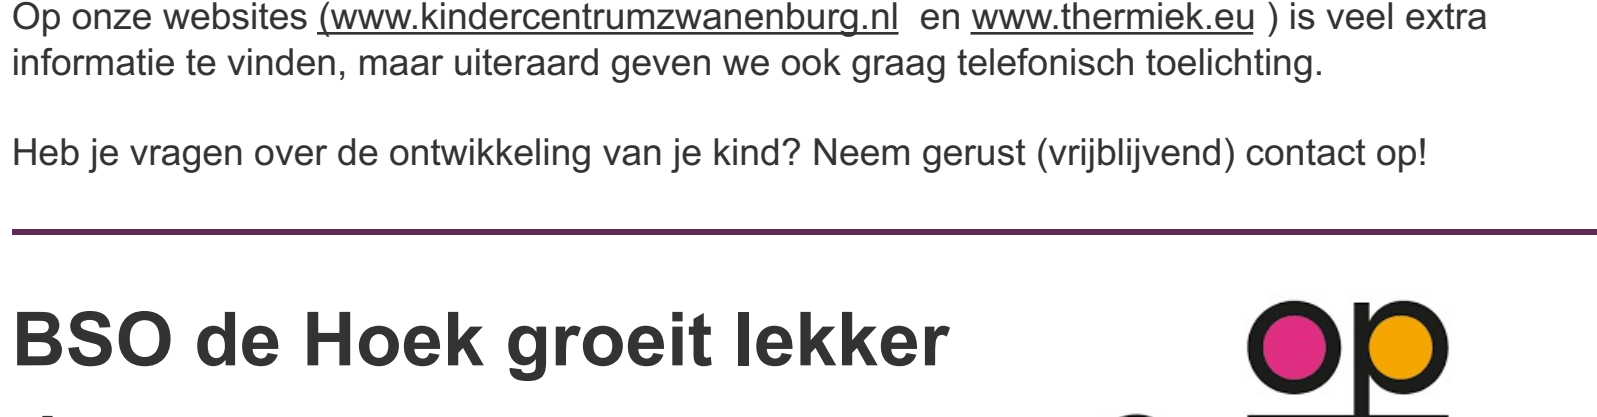 Op onze websites (www.kindercentrumzwanenburg.nl en www.thermiek.eu ) is veel extra
informatie te vinden, maar uiteraard geven we ook graag telefonisch toelichting.
Heb je vragen over de ontwikkeling van je kind? Neem gerust (vrijblijvend) contact op!
BSO de Hoek groeit lekker
op